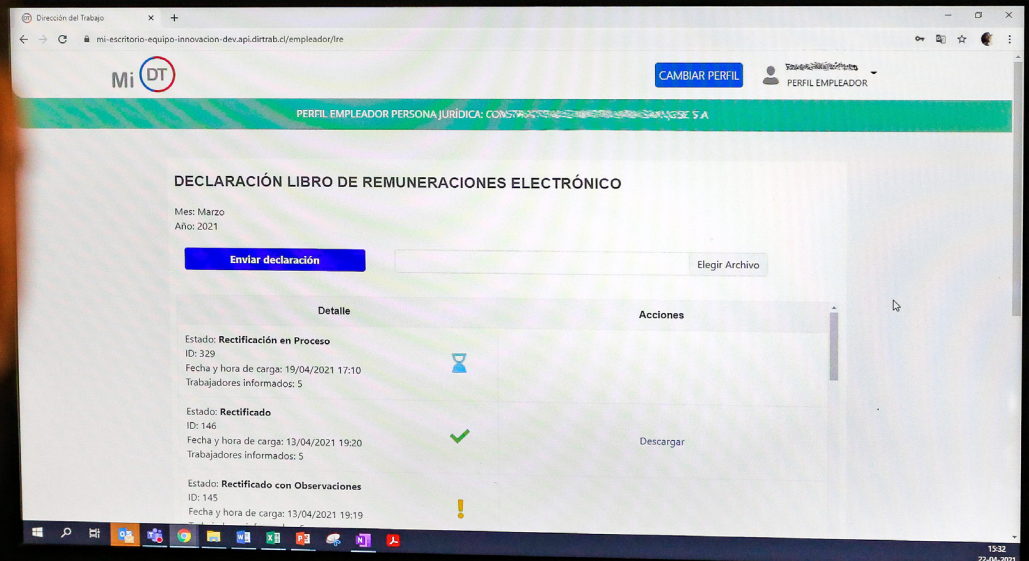 Dirección del Trabajo
mi-escritorio-equipo-innovacion-dev.api.dirtrab.cl/empleador/lre
Mi DT
CAMBIAR PERFIL
PERFIL EMPLEADOR
PERFIL EMPLEADOR PERSONA JURÍDICA: S A
DECLARACIÓN LIBRO DE REMUNERACIONES ELECTRÓNICO
Mes: Marzo
Año: 2021
Enviar declaración
Elegir Archivo
Detalle
Acciones
Estado: Rectificación en Proceso
ID: 329
Fecha y hora de carga: 19/04/2021 17:10
Trabajadores informados: 5
Estado: Rectificado
ID: 146
Fecha y hora de carga: 13/04/2021 19:20
Trabajadores informados: 5
Descargar
Estado: Rectificado con Observaciones
ID: 145
Fecha y hora de carga: 13/04/2021 19:19
15:32
22-04-2021